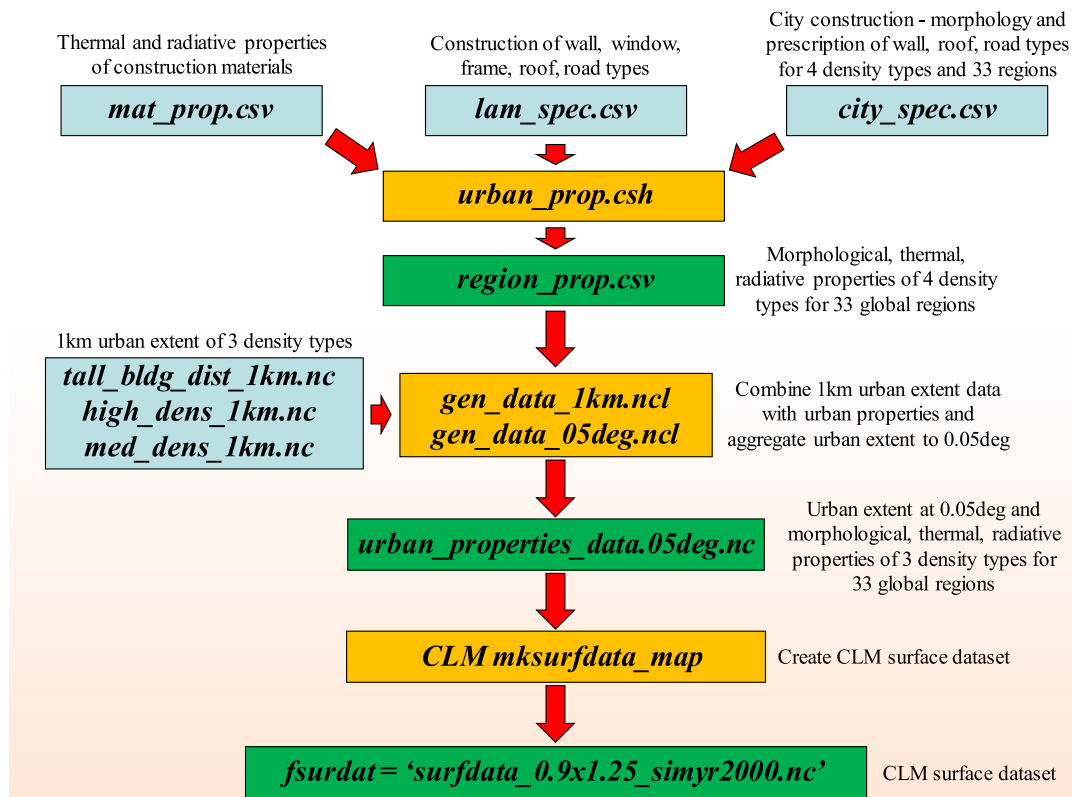 Thermal and radiative properties
of construction materials
mat_prop.csv
Construction of wall, window,
frame, roof, road types
lam_spec.csv
City construction - morphology and
prescription of wall, roof, road types
for 4 density types and 33 regions
city_spec.csv
urban_prop.csh
region_prop.csv
Morphological, thermal,
radiative properties of 4 density
types for 33 global regions
1km urban extent of 3 density types
tall_bldg_dist_1km.nc
high_dens_1km.nc
med_dens_1km.nc
gen_data_1km.ncl
gen_data_05deg.ncl
Combine 1km urban extent data
with urban properties and
aggregate urban extent to 0.05deg
urban_properties_data.05deg.nc
Urban extent at 0.05deg and
morphological, thermal, radiative
properties of 3 density types for
33 global regions
CLM mksurfdata_map
Create CLM surface dataset
fsurdat = ‘surfdata_0.9x1.25_simyr2000.nc’
CLM surface dataset